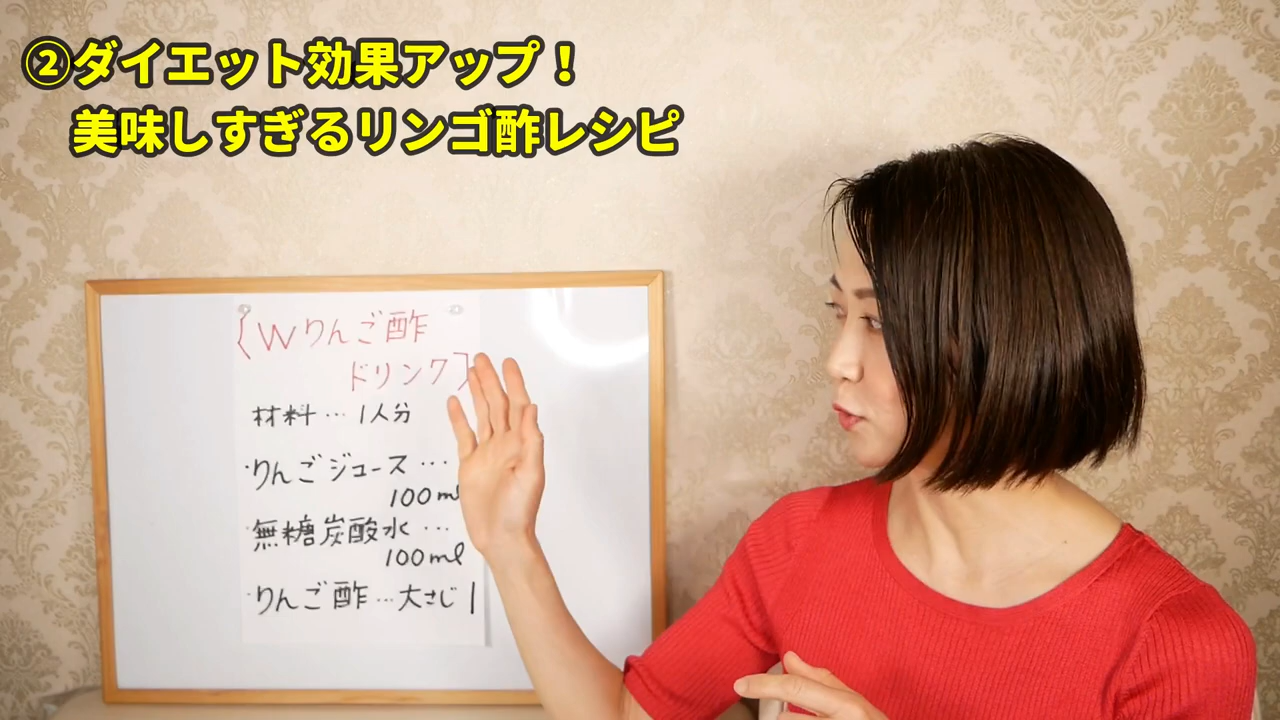 ②ダイエット効果アップ！
美味しすぎるリンゴ酢レシピ
〔Wりんご酢
ドリンク〕
材料…1人分
・りんごジュース…
100ml
・無糖炭酸水…
100ml
・りんご酢…大さじ1